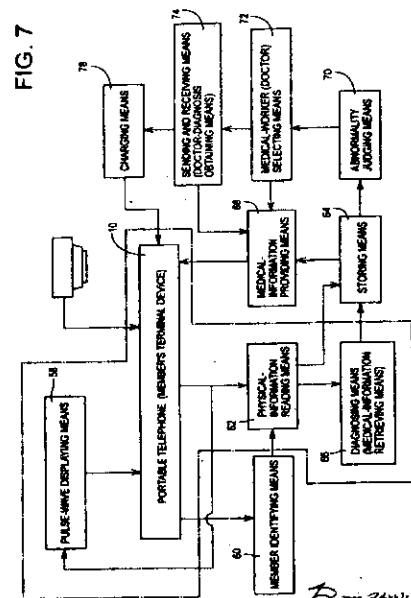 FIG. 7
58
PULSE-WAVE DISPLAYING MEANS
10
PORTABLE TELEPHONE (MEMBER'S TERMINAL DEVICE)
78
CHARGING MEANS
74
SENDING AND RECEIVING MEANS
(DOCTOR-DIAGNOSIS
OBTAINING MEANS)
60
MEMBER IDENTIFYING MEANS
62
PHYSICAL-
INFORMATION
READING MEANS
68
MEDICAL-
INFORMATION
PROVIDING MEANS
72
MEDICAL-WORKER (DOCTOR)
SELECTING MEANS
66
DIAGNOSING MEANS
(MEDICAL-INFORMATION
RETRIEVING MEANS)
64
STORING MEANS
70
ABNORMALITY
JUDGING MEANS